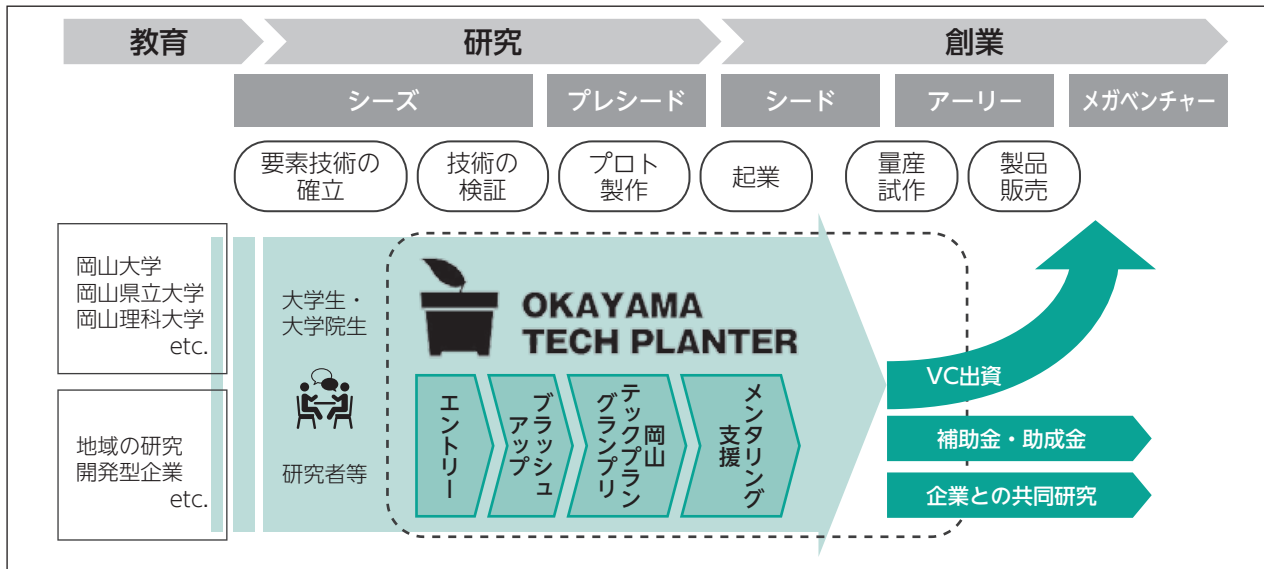 教育
研究
創業
シーズ
プレシード
シード
アーリー
メガベンチャー
要素技術の
確立
技術の
検証
プロト
製作
起業
量産
試作
製品
販売
岡山大学
岡山県立大学
岡山理科大学
etc.
地域の研究
開発型企業
etc.
大学生・
大学院生
研究者等
OKAYAMA
TECH PLANTER
エントリー
ブラッシュ
アップ
岡山
テックプラン
グランプリ
メンタリング
支援
VC出資
補助金・助成金
企業との共同研究